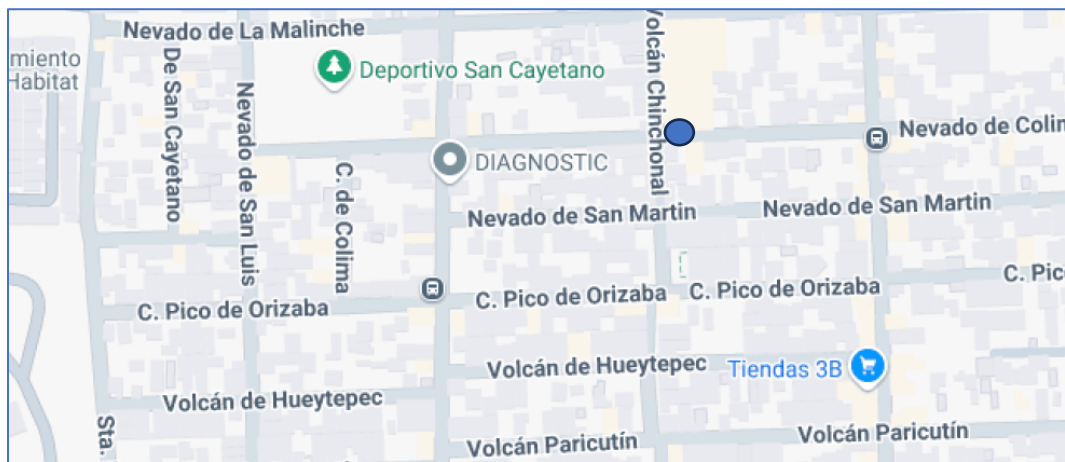 Nevado de La Malinche
miento
Habitat
De San Cayetano
Deportivo San Cayetano
Volcán Chinchonal
Nevado de San Luis
Nevado de Colim
DIAGNOSTIC
C. de Colima
Nevado de San Martin
Nevado de San Martin
C. Pico de Orizaba
C. Pico de Orizaba
C. Pico de Orizaba
C. Pico
Volcán de Hueytepec
Tiendas 3B
Volcán de Hueytepec
Sta.
Volcán Paricutín
Volcán Paricutín